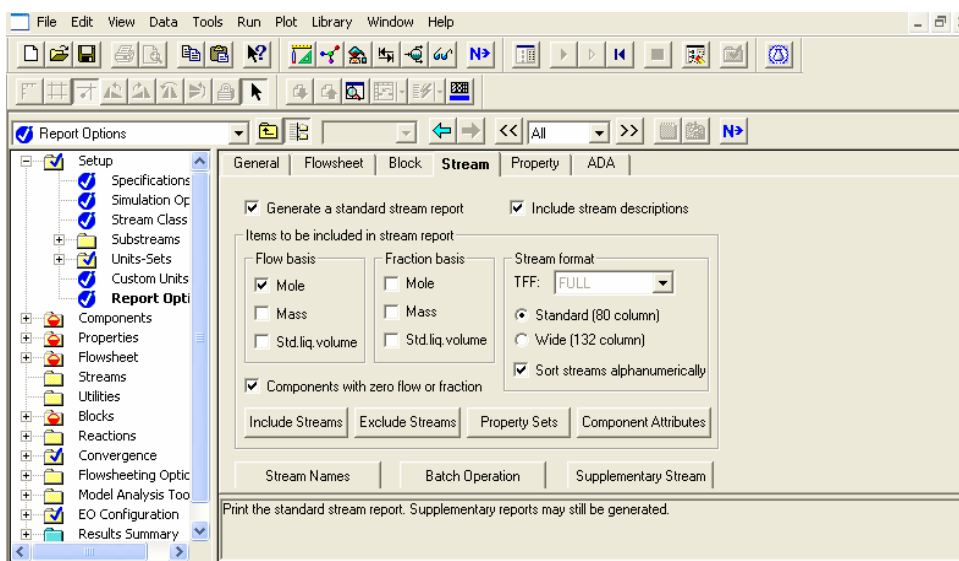 File Edit View Data Tools Run Plot Library Window Help
N>
Report Options
<< All >> N>
Setup
Specifications
Simulation Op
Stream Class
Substreams
Units-Sets
Custom Units
Report Opti
Components
Properties
Flowsheet
Streams
Utilities
Blocks
Reactions
Convergence
Flowsheeting Optic
Model Analysis Too
EO Configuration
Results Summary
General Flowsheet Block Stream Property ADA
Generate a standard stream report Include stream descriptions
Items to be included in stream report
Flow basis
Mole
Mass
Std.liq.volume
Fraction basis
Mole
Mass
Std.liq.volume
Stream format
TFF: FULL
Standard (80 column)
Wide (132 column)
Sort streams alphanumerically
Components with zero flow or fraction
Include Streams Exclude Streams Property Sets Component Attributes
Stream Names Batch Operation Supplementary Stream
Print the standard stream report. Supplementary reports may still be generated.